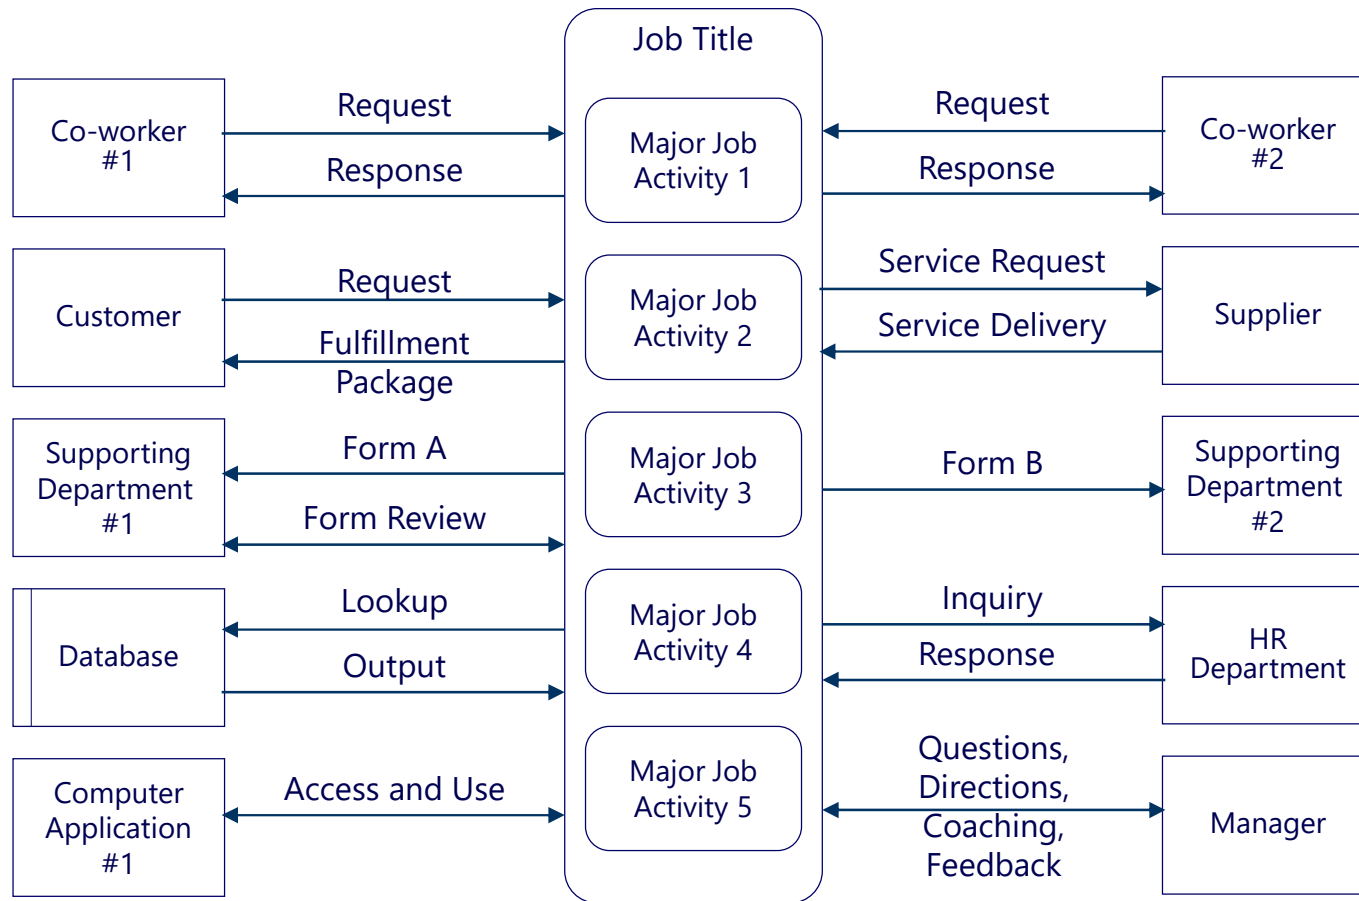 Job Title
Request
Co-worker
#1
Response
Major Job
Activity 1
Request
Co-worker
#2
Response
Request
Customer
Fulfillment
Package
Major Job
Activity 2
Service Request
Supplier
Service Delivery
Form A
Supporting
Department
#1
Form Review
Major Job
Activity 3
Form B
Supporting
Department
#2
Lookup
Database
Output
Major Job
Activity 4
Inquiry
HR
Department
Response
Access and Use
Computer
Application
#1
Major Job
Activity 5
Questions,
Directions,
Coaching,
Feedback
Manager